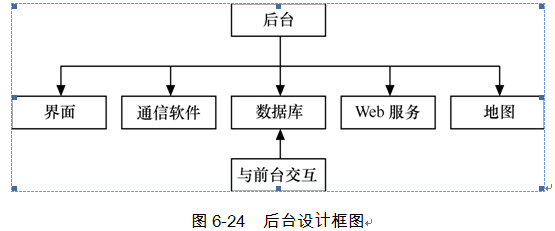 后台
界面
通信软件
数据库
Web 服务
地图
与前台交互
图 6-24 后台设计框图